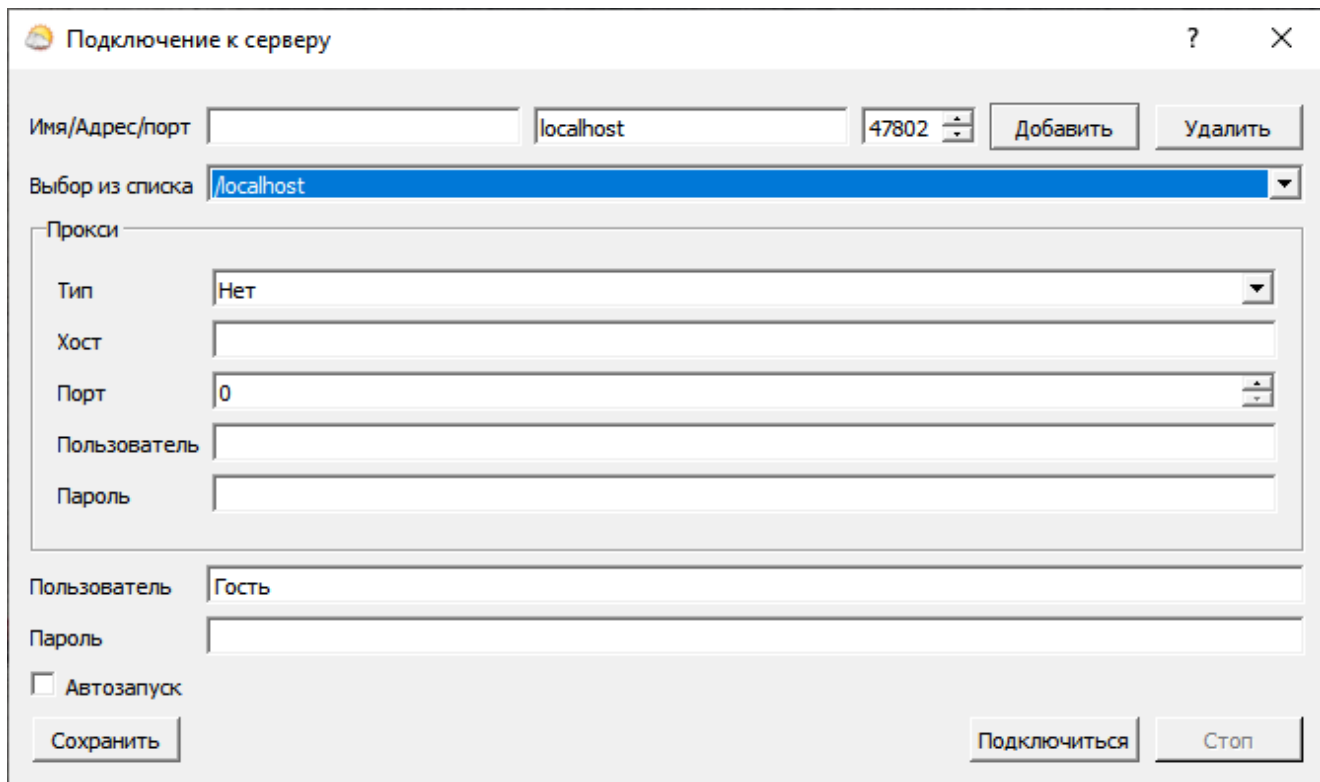 Подключение к серверу ?
Имя/Адрес/порт localhost 47802 Добавить Удалить
Выбор из списка /localhost
Прокси
Тип Нет
Хост
Порт 0
Пользователь
Пароль
Пользователь Гость
Пароль
Автозапуск
Сохранить Подключиться Стоп